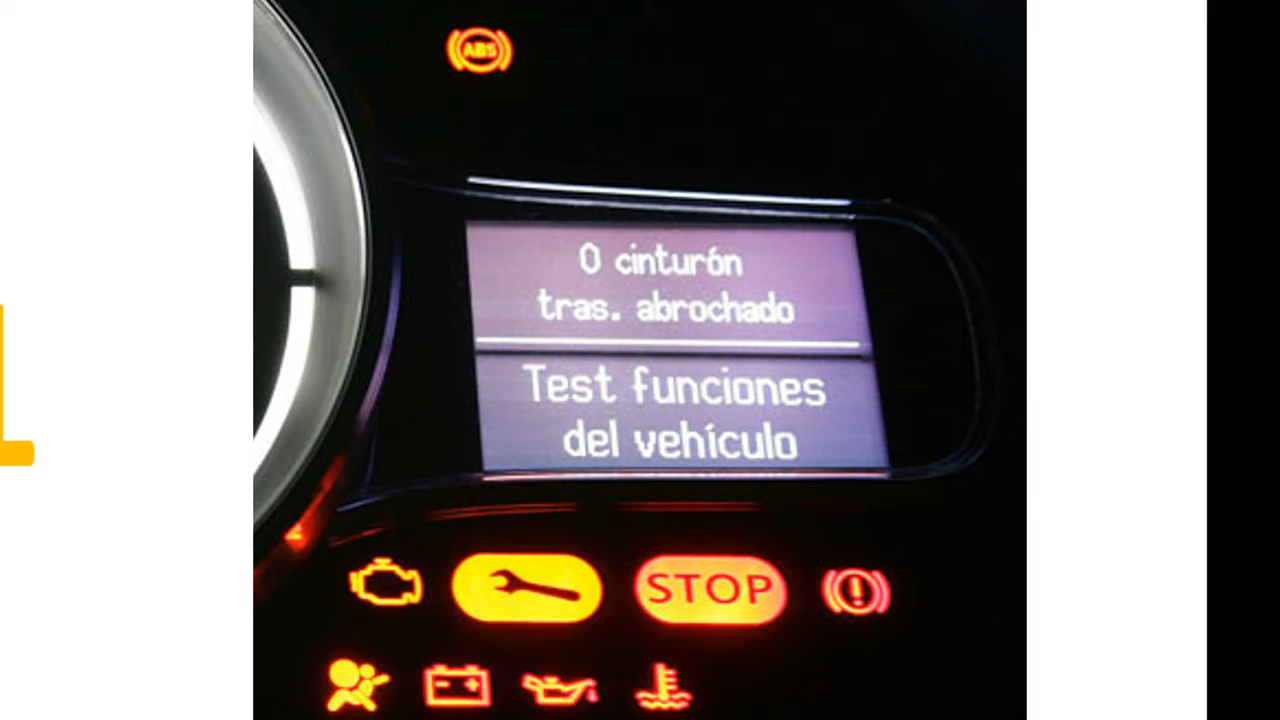 ABS
0 cinturón
tras. abrochado
Test funciones
del vehículo
STOP